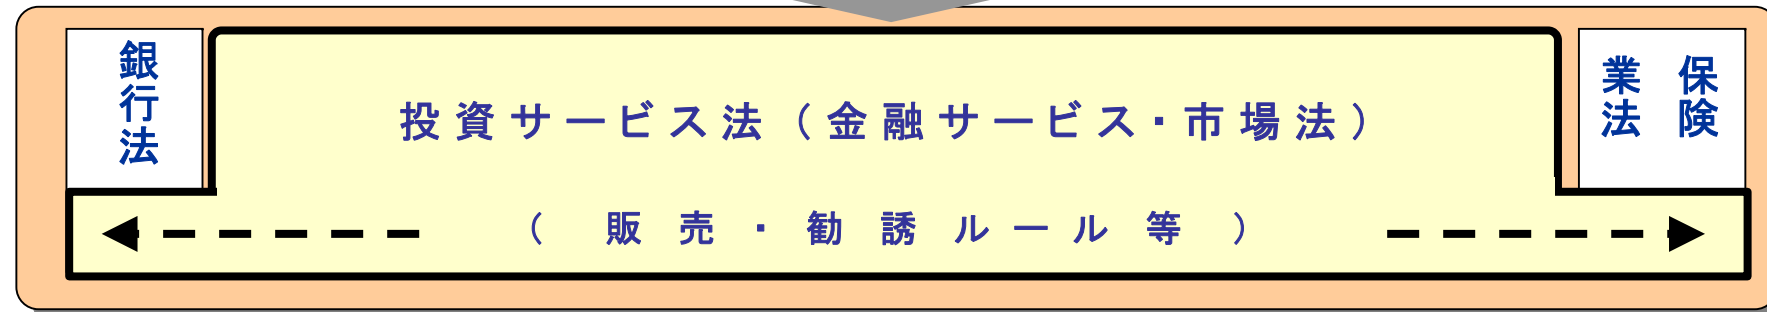 銀行法
投資サービス法（金融サービス・市場法）
保険
業法
（ 販売・勧誘ルール等 ）